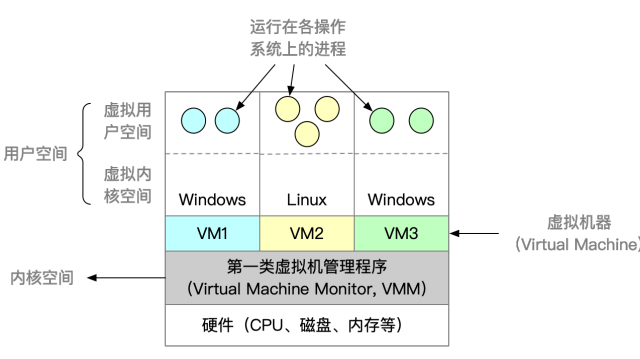 运行在各操作
系统上的进程
虚拟用
户空间
用户空间
虚拟内
核空间
Windows
Linux
Windows
VM1
VM2
VM3
虚拟机器
（Virtual Machine）
第一类虚拟机管理程序
（Virtual Machine Monitor, VMM）
内核空间
硬件（CPU、磁盘、内存等）